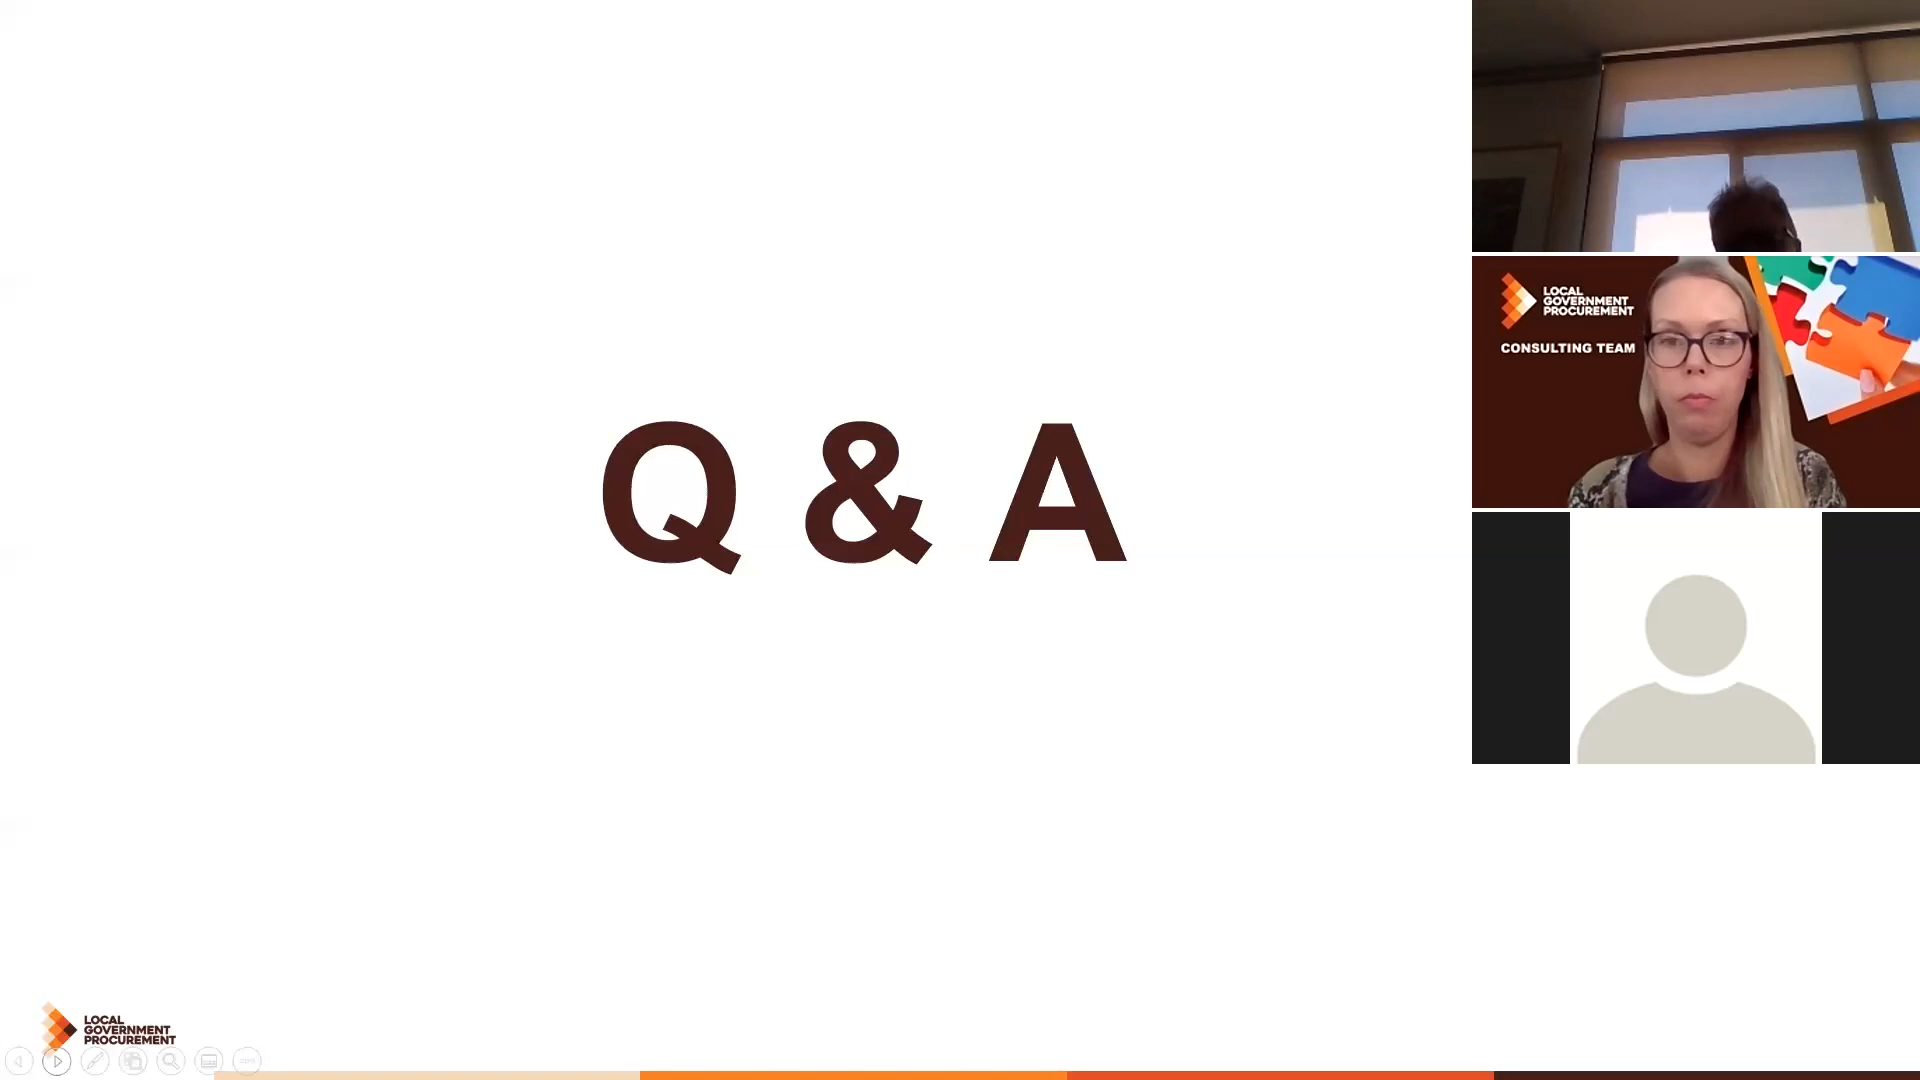 Q & A
LOCAL
GOVERNMENT
PROCUREMENT
CONSULTING TEAM
LOCAL
GOVERNMENT
PROCUREMENT